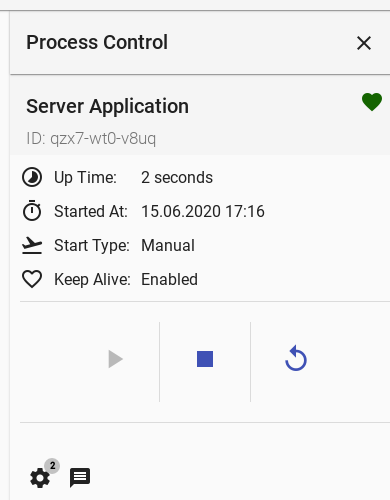 Process Control
Server Application
ID: qzx7-wt0-v8uq
Up Time: 2 seconds
Started At: 15.06.2020 17:16
Start Type: Manual
Keep Alive: Enabled
2